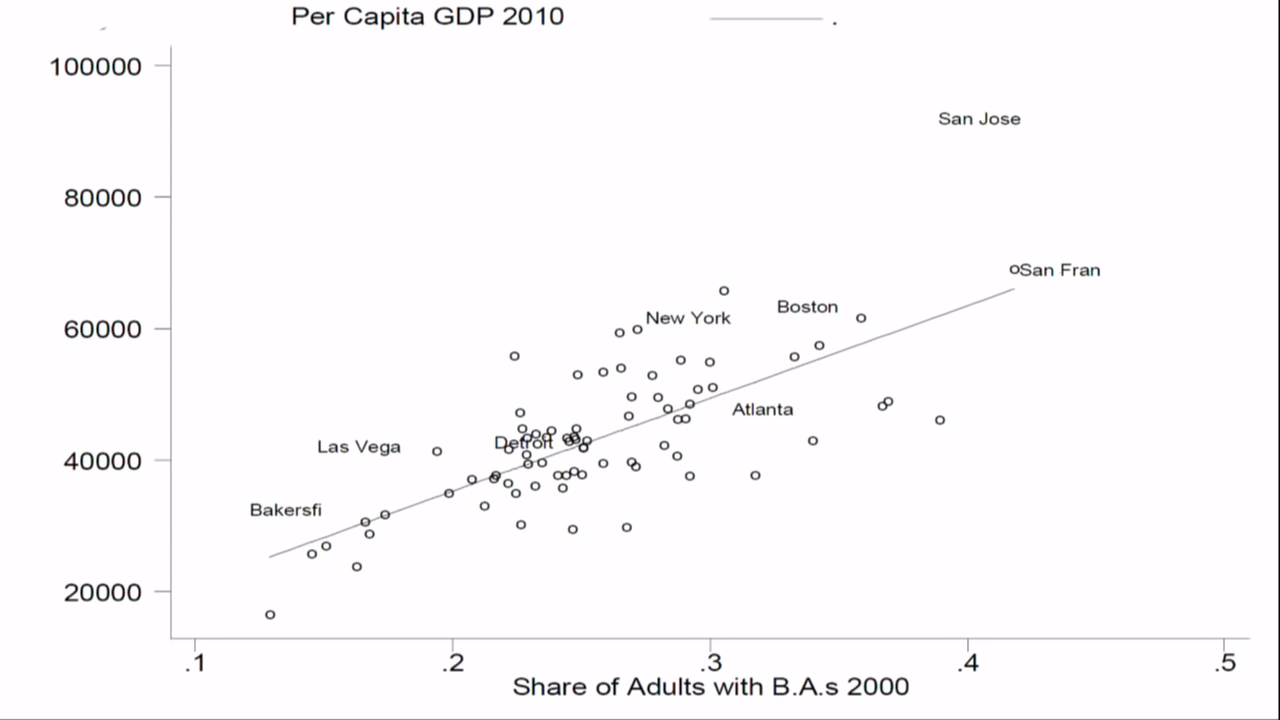 Per Capita GDP 2010 .
100000
San Jose
80000
San Fran
60000
New York
Boston
Atlanta
Las Vega
Detroit
40000
Bakersfi
20000
.1 .2 .3 .4 .5
Share of Adults with B.A.s 2000